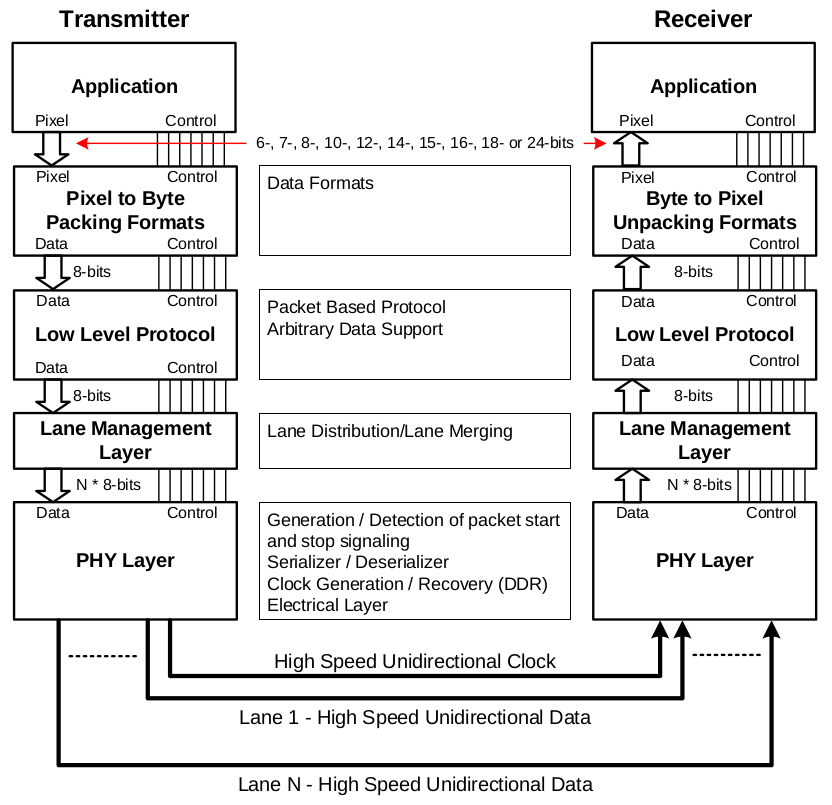 Transmitter
Receiver
Application
Application
Pixel
Control
Pixel
Control
6-, 7-, 8-, 10-, 12-, 14-, 15-, 16-, 18- or 24-bits
Pixel
Control
Pixel
Control
Pixel to Byte
Packing Formats
Data Formats
Byte to Pixel
Unpacking Formats
Data
Control
Data
Control
8-bits
8-bits
Data
Control
Data
Control
Low Level Protocol
Packet Based Protocol
Arbitrary Data Support
Low Level Protocol
Data
Control
Data
Control
8-bits
8-bits
Lane Management
Layer
Lane Distribution/Lane Merging
Lane Management
Layer
N * 8-bits
N * 8-bits
Data
Control
Data
Control
PHY Layer
Generation / Detection of packet start
and stop signaling
Serializer / Deserializer
Clock Generation / Recovery (DDR)
Electrical Layer
PHY Layer
High Speed Unidirectional Clock
Lane 1 - High Speed Unidirectional Data
Lane N - High Speed Unidirectional Data